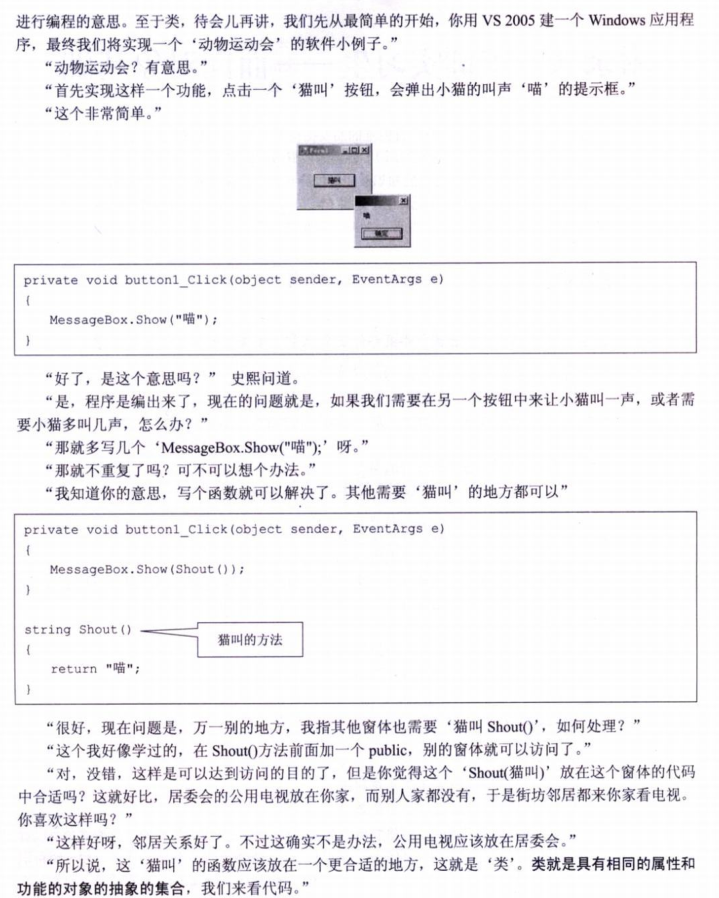 进行编程的意思。至于类，待会儿再讲，我们先从最简单的开始，你用 VS 2005 建一个 Windows 应用程
序，最终我们将实现一个‘动物运动会’的软件小例子。”
“动物运动会？有意思。”
“首先实现这样一个功能，点击一个‘猫叫’按钮，会弹出小猫的叫声‘喵’的提示框。”
“这个非常简单。”
Form1
猫叫
喵
确定
private void button1_Click(object sender, EventArgs e)
{
MessageBox.Show("喵");
}
“好了，是这个意思吗？” 史熙问道。
“是，程序是编出来了，现在的问题就是，如果我们需要在另一个按钮中来让小猫叫一声，或者需
要小猫多叫几声，怎么办？”
“那就多写几个‘MessageBox.Show("喵");’呀。”
“那就不重复了吗？可不可以想个办法。”
“我知道你的意思，写个函数就可以解决了。其他需要‘猫叫’的地方都可以”
private void button1_Click(object sender, EventArgs e)
{
MessageBox.Show(Shout());
}
string Shout()
猫叫的方法
{
return "喵";
}
“很好，现在问题是，万一别的地方，我指其他窗体也需要‘猫叫 Shout()’，如何处理？”
“这个我好像学过的，在 Shout()方法前面加一个 public，别的窗体就可以访问了。”
“对，没错，这样是可以达到访问的目的了，但是你觉得这个‘Shout(猫叫)’放在这个窗体的代码
中合适吗？这就好比，居委会的公用电视放在你家，而别人家都没有，于是街坊邻居都来你家看电视。
你喜欢这样吗？”
“这样好呀，邻居关系好了。不过这确实不是办法，公用电视应该放在居委会。”
“所以说，这‘猫叫’的函数应该放在一个更合适的地方，这就是‘类’。类就是具有相同的属性和
功能的对象的抽象的集合，我们来看代码。”